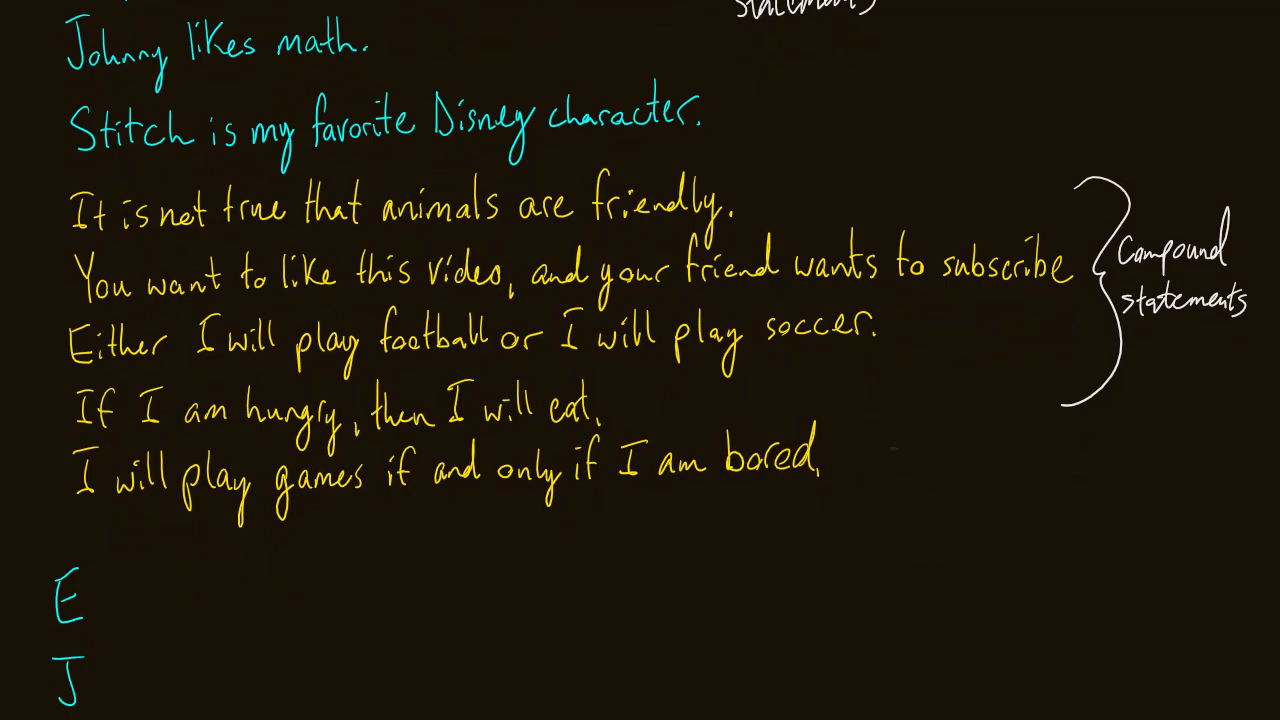 statements
Johnny likes math.
Stitch is my favorite Disney character.
It is not true that animals are friendly.
You want to like this video, and your friend wants to subscribe
Either I will play football or I will play soccer.
If I am hungry, then I will eat.
I will play games if and only if I am bored.
Compound
statements
E
J